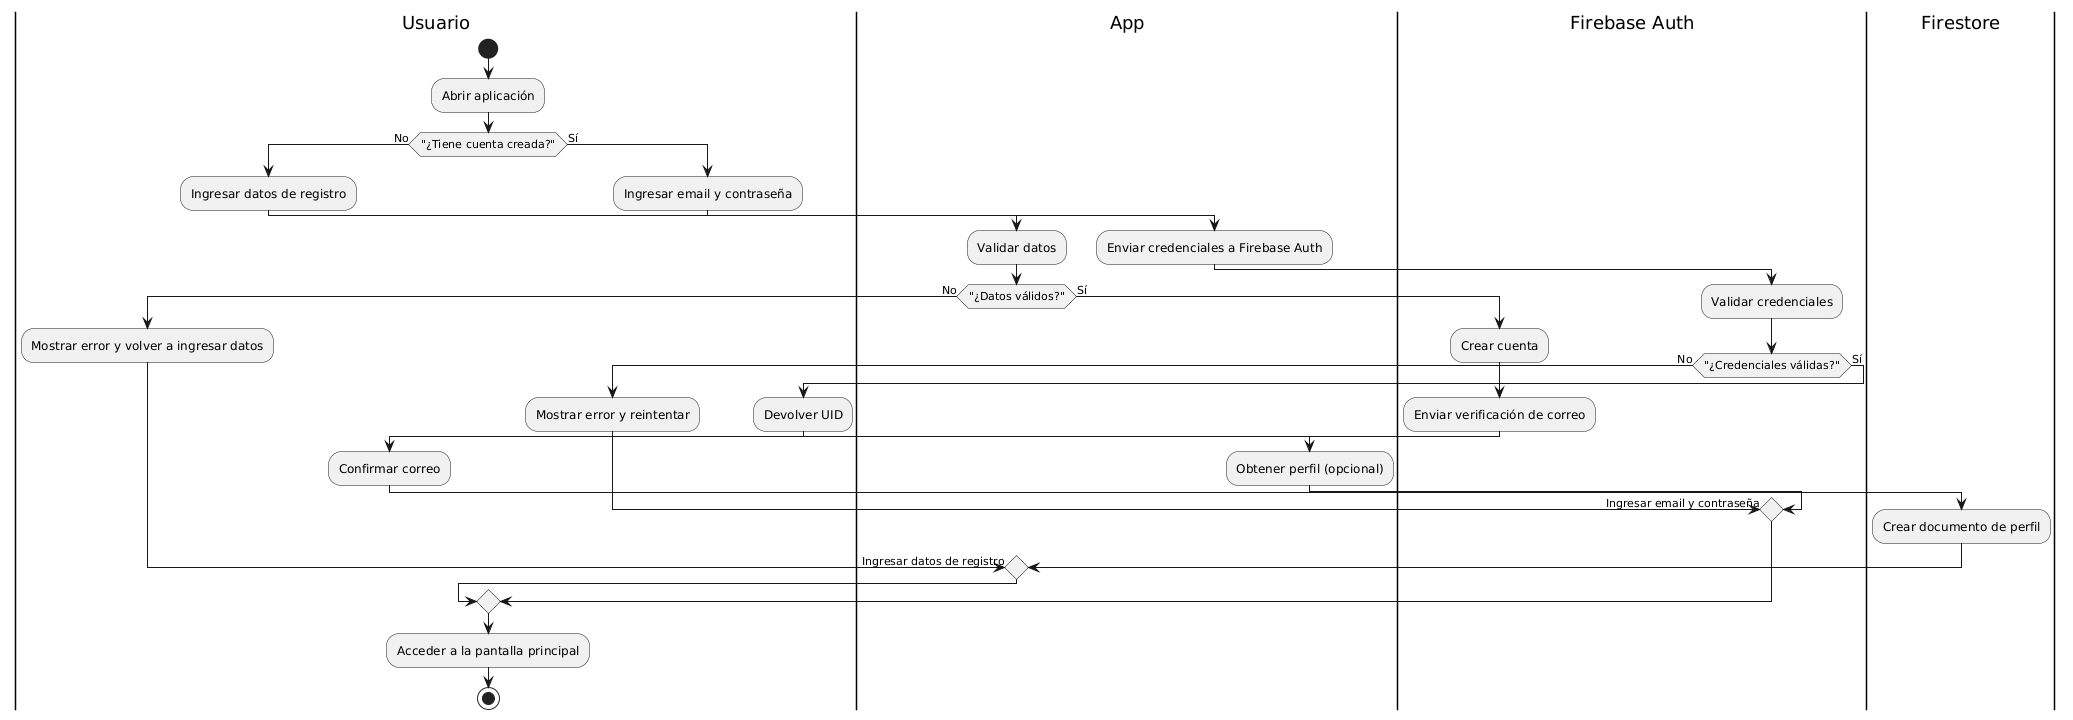 Usuario
App
Firebase Auth
Firestore
Abrir aplicación
No
"¿Tiene cuenta creada?"
Sí
Ingresar datos de registro
Ingresar email y contraseña
Validar datos
Enviar credenciales a Firebase Auth
No
"¿Datos válidos?"
Sí
Validar credenciales
Mostrar error y volver a ingresar datos
Crear cuenta
No
"¿Credenciales válidas?"
Sí
Mostrar error y reintentar
Devolver UID
Enviar verificación de correo
Confirmar correo
Obtener perfil (opcional)
Ingresar email y contraseña
Crear documento de perfil
Ingresar datos de registro
Acceder a la pantalla principal